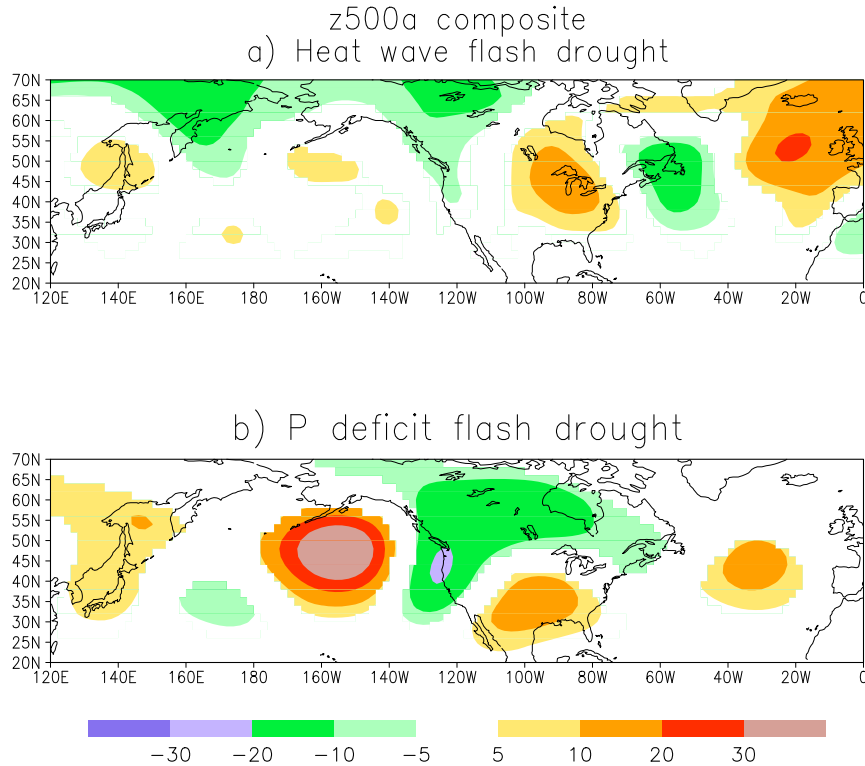 z500a composite
a) Heat wave flash drought
70N
65N
60N
55N
50N
45N
40N
35N
30N
25N
20N
120E 140E 160E 180 160W 140W 120W 100W 80W 60W 40W 20W 0
b) P deficit flash drought
70N
65N
60N
55N
50N
45N
40N
35N
30N
25N
20N
120E 140E 160E 180 160W 140W 120W 100W 80W 60W 40W 20W 0
−30 −20 −10 −5 5 10 20 30